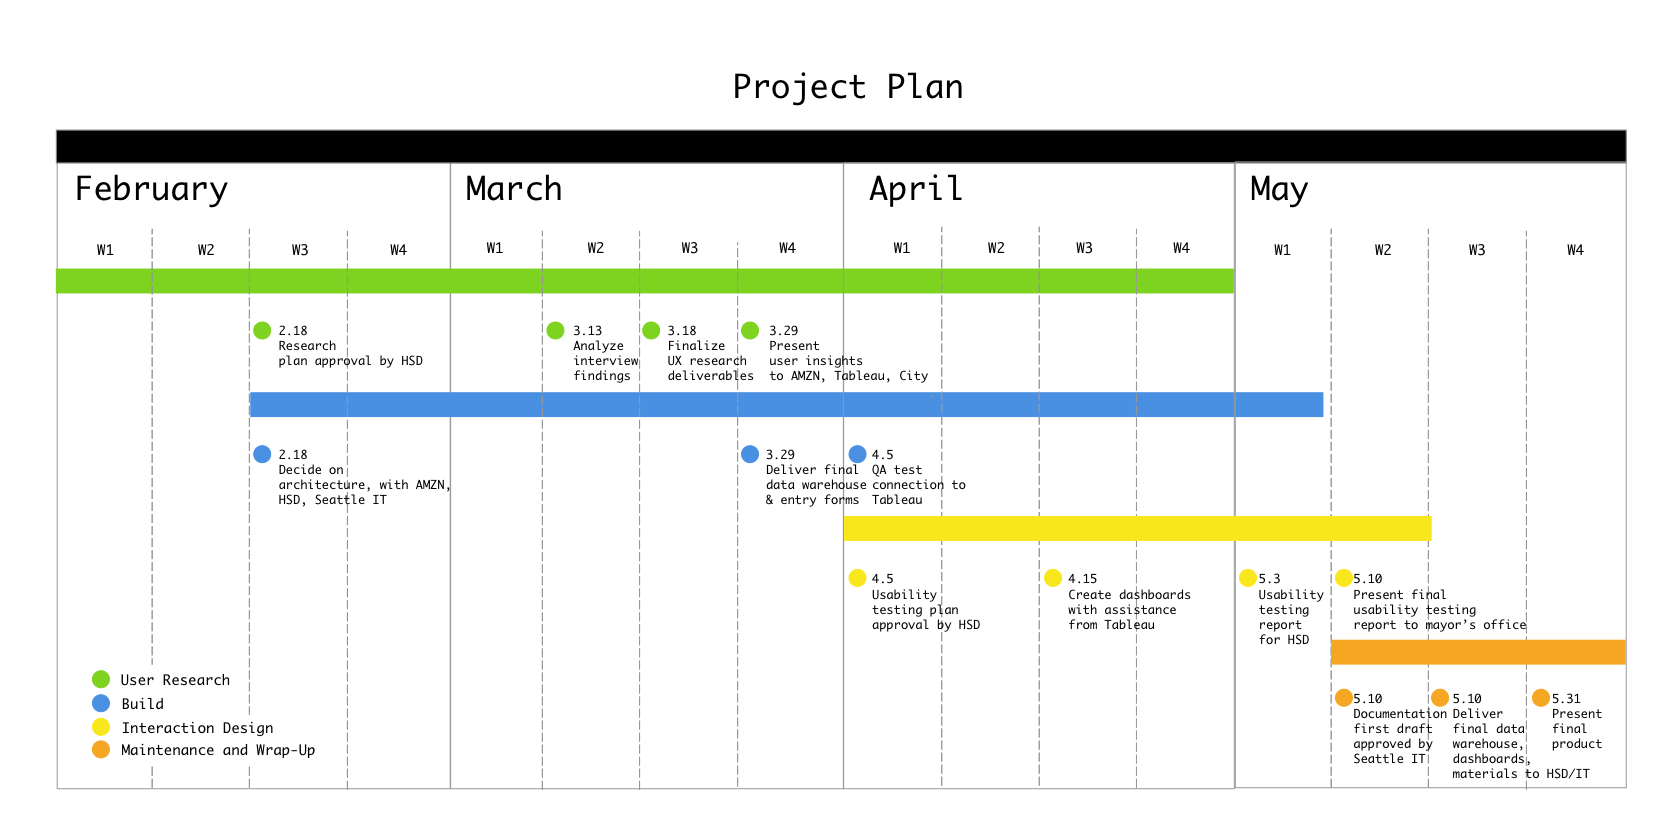 Project Plan
February
March
April
May
W1
W2
W3
W4
W1
W2
W3
W4
W1
W2
W3
W4
W1
W2
W3
W4
2.18
Research
plan approval by HSD
3.13
Analyze
interview
findings
3.18
Finalize
UX research
deliverables
3.29
Present
user insights
to AMZN, Tableau, City
2.18
Decide on
architecture, with AMZN,
HSD, Seattle IT
3.29
Deliver final
data warehouse
& entry forms
4.5
QA test
connection to
Tableau
4.5
Usability
testing plan
approval by HSD
4.15
Create dashboards
with assistance
from Tableau
5.3
Usability
testing
report
for HSD
5.10
Present final
usability testing
report to mayor’s office
5.10
Documentation
first draft
approved by
Seattle IT
5.10
Deliver
final data
warehouse,
dashboards,
materials to HSD/IT
5.31
Present
final
product
User Research
Build
Interaction Design
Maintenance and Wrap-Up